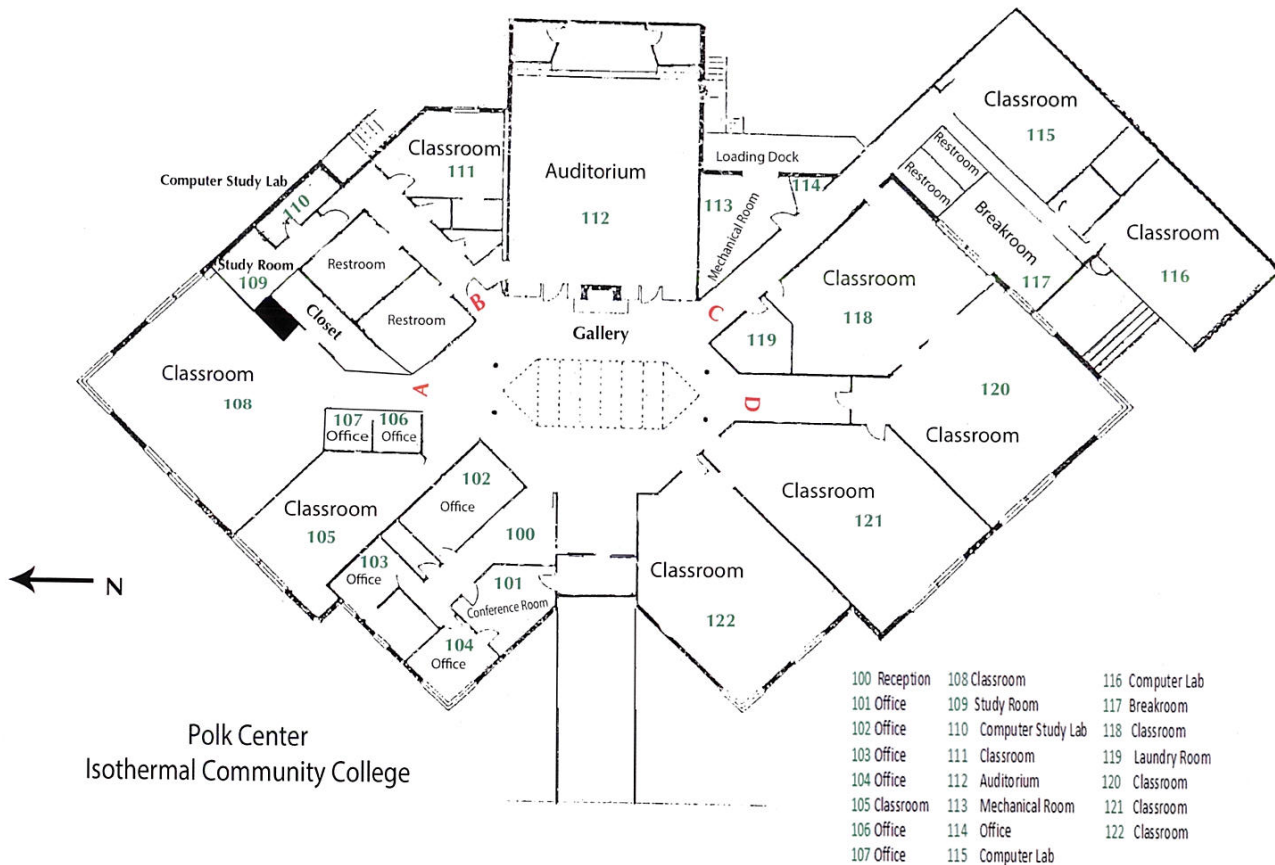 Classroom
115
Classroom
111
Loading Dock
Restroom
Restroom
Auditorium
112
114
113
Mechanical Room
Computer Study Lab
110
Breakroom
117
Classroom
116
Study Room
109
Restroom
Closet
Restroom
B
C
Gallery
Classroom
118
119
Classroom
108
A
D
120
Classroom
107
Office
106
Office
102
Office
Classroom
105
Classroom
121
100
103
Office
101
Conference Room
Classroom
122
104
Office
N
Polk Center
Isothermal Community College
100 Reception
101 Office
102 Office
103 Office
104 Office
105 Classroom
106 Office
107 Office
108 Classroom
109 Study Room
110 Computer Study Lab
111 Classroom
112 Auditorium
113 Mechanical Room
114 Office
115 Computer Lab
116 Computer Lab
117 Breakroom
118 Classroom
119 Laundry Room
120 Classroom
121 Classroom
122 Classroom